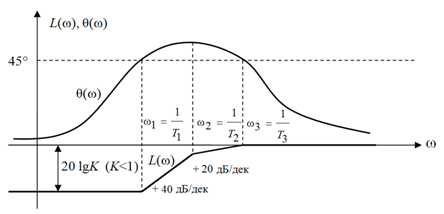 L(ω), θ(ω)
45°
θ(ω)
ω₁ = 1/T₁ ω₂ = 1/T₂ ω₃ = 1/T₃
ω
20 lgK (K<1)
L(ω)
+ 20 дБ/дек
+ 40 дБ/дек